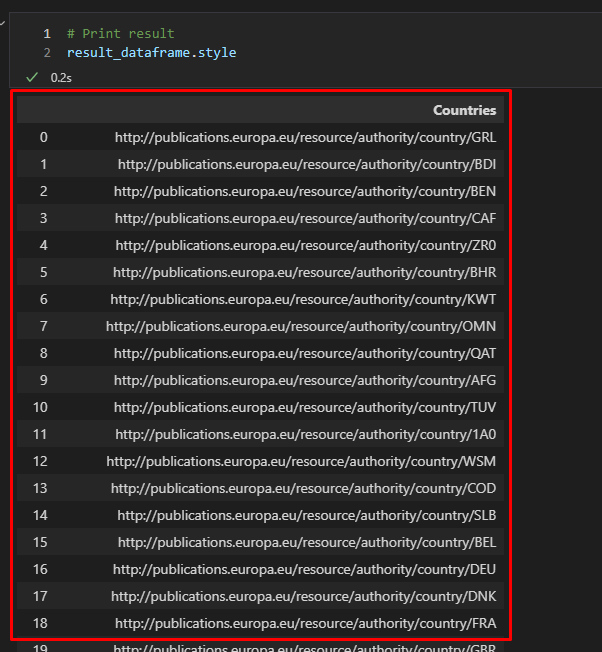 1 # Print result
2 result_dataframe.style
0.2s
Countries
0 http://publications.europa.eu/resource/authority/country/GRL
1 http://publications.europa.eu/resource/authority/country/BDI
2 http://publications.europa.eu/resource/authority/country/BEN
3 http://publications.europa.eu/resource/authority/country/CAF
4 http://publications.europa.eu/resource/authority/country/ZR0
5 http://publications.europa.eu/resource/authority/country/BHR
6 http://publications.europa.eu/resource/authority/country/KWT
7 http://publications.europa.eu/resource/authority/country/OMN
8 http://publications.europa.eu/resource/authority/country/QAT
9 http://publications.europa.eu/resource/authority/country/AFG
10 http://publications.europa.eu/resource/authority/country/TUV
11 http://publications.europa.eu/resource/authority/country/1A0
12 http://publications.europa.eu/resource/authority/country/WSM
13 http://publications.europa.eu/resource/authority/country/COD
14 http://publications.europa.eu/resource/authority/country/SLB
15 http://publications.europa.eu/resource/authority/country/BEL
16 http://publications.europa.eu/resource/authority/country/DEU
17 http://publications.europa.eu/resource/authority/country/DNK
18 http://publications.europa.eu/resource/authority/country/FRA
19 http://publications.europa.eu/resource/authority/country/GBR